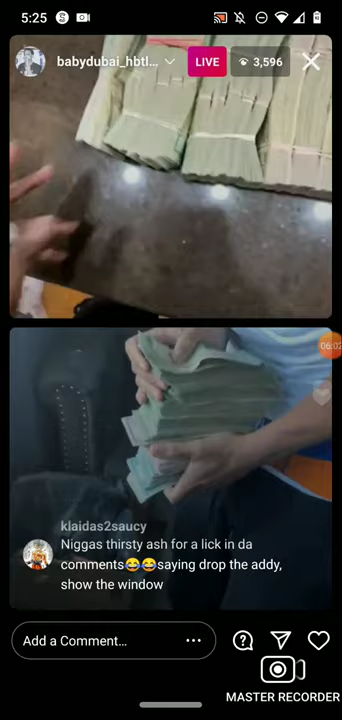 5:25
babydubai_hbtl...
LIVE
3,596
06:02
klaidas2saucy
Niggas thirsty ash for a lick in da
comments😂😂saying drop the addy,
show the window
Add a Comment...
MASTER RECORDER